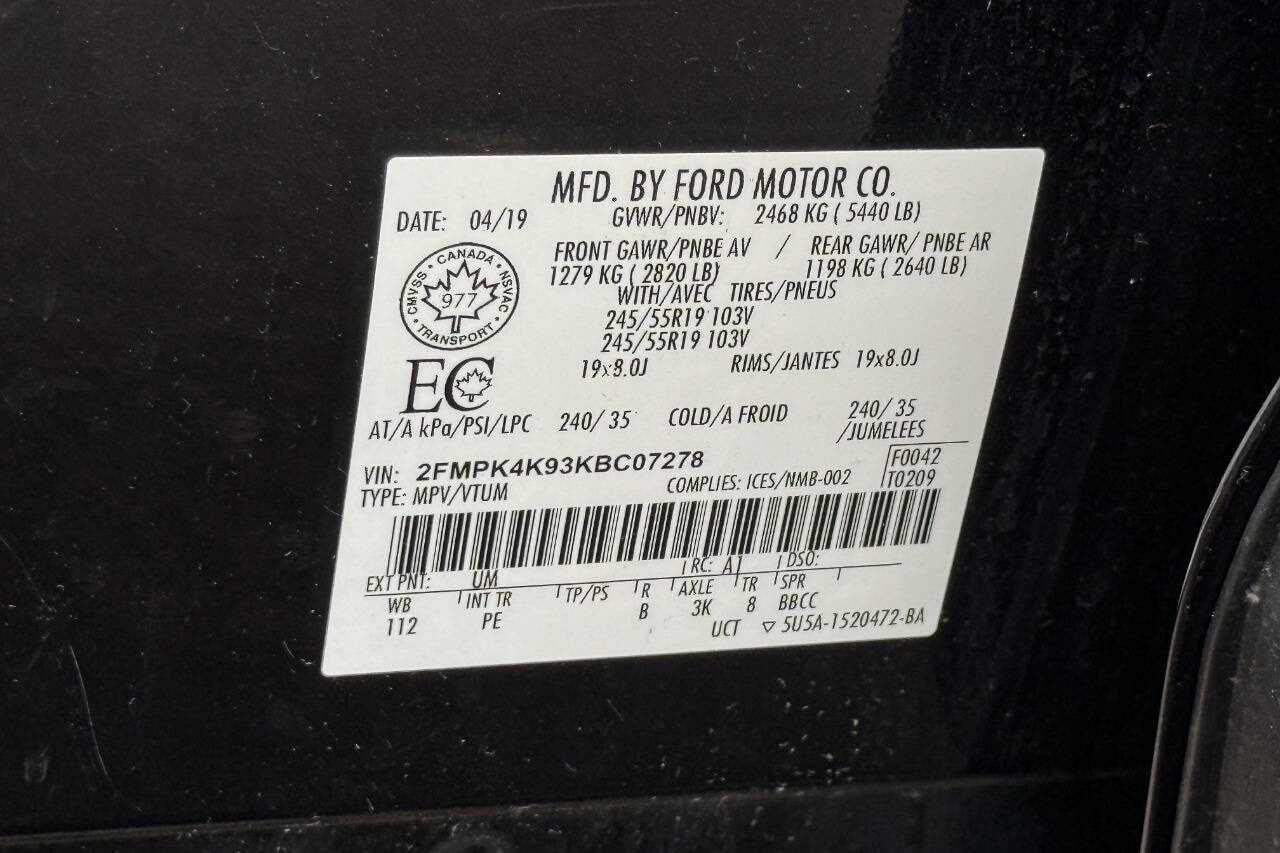 MFD. BY FORD MOTOR CO.
DATE: 04/19
GVWR/PNBV: 2468 KG ( 5440 LB)
FRONT GAWR/PNBE AV / REAR GAWR/ PNBE AR
1279 KG ( 2820 LB) 1198 KG ( 2640 LB)
WITH/AVEC TIRES/PNEUS
245/55R19 103V
245/55R19 103V
19x8.0J RIMS/JANTES 19x8.0J
CANADA
CMVSS 977 NSVAC
TRANSPORT
EC
AT/A kPa/PSI/LPC 240/ 35 COLD/A FROID 240/ 35
/JUMELEES
VIN: 2FMPK4K93KBC07278 F0042
TYPE: MPV/VTUM COMPLIES: ICES/NMB-002 T0209
EXT PNT: UM RC: A1 DSO:
WB INT TR TP/PS R AXLE TR SPR
112 PE B 3K 8 BBCC
UCT ▽ 5U5A-1520472-BA